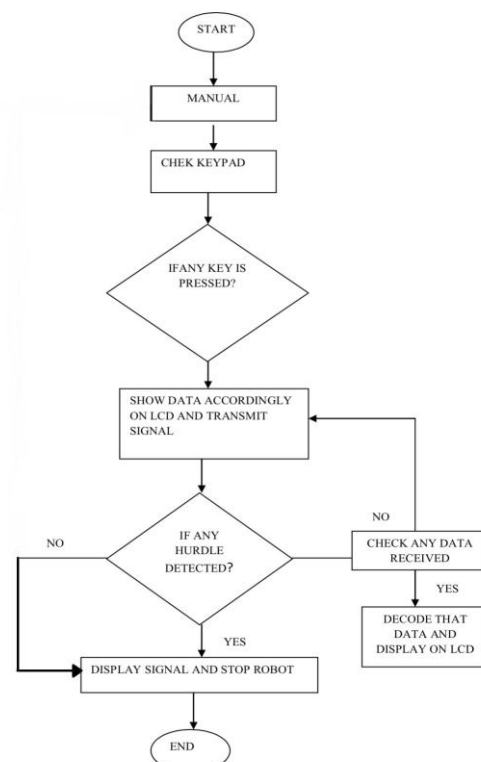 START
MANUAL
CHEK KEYPAD
IFANY KEY IS
PRESSED?
SHOW DATA ACCORDINGLY
ON LCD AND TRANSMIT
SIGNAL
NO
IF ANY
HURDLE
DETECTED?
NO
CHECK ANY DATA
RECEIVED
YES
DECODE THAT
DATA AND
DISPLAY ON LCD
YES
DISPLAY SIGNAL AND STOP ROBOT
END